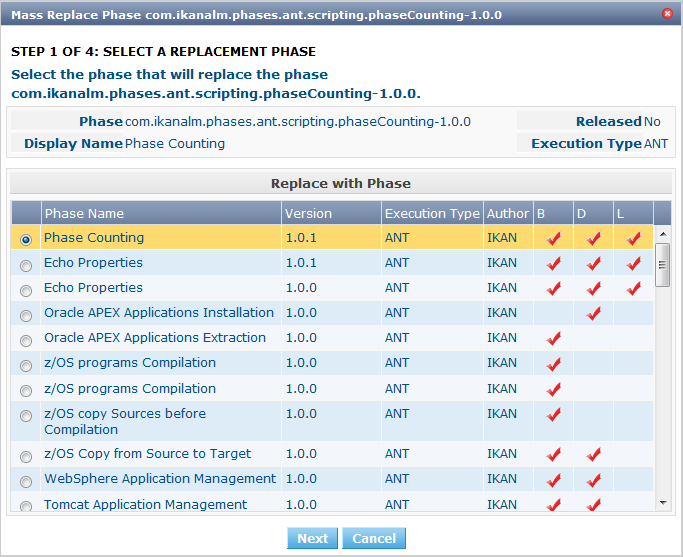 Mass Replace Phase com.ikanalm.phases.ant.scripting.phaseCounting-1.0.0
STEP 1 OF 4: SELECT A REPLACEMENT PHASE
Select the phase that will replace the phase
com.ikanalm.phases.ant.scripting.phaseCounting-1.0.0.
Phase com.ikanalm.phases.ant.scripting.phaseCounting-1.0.0 Released No
Display Name Phase Counting Execution Type ANT
Replace with Phase
Phase Name Version Execution Type Author B D L
Phase Counting 1.0.1 ANT IKAN
Echo Properties 1.0.1 ANT IKAN
Echo Properties 1.0.0 ANT IKAN
Oracle APEX Applications Installation 1.0.0 ANT IKAN
Oracle APEX Applications Extraction 1.0.0 ANT IKAN
z/OS programs Compilation 1.0.0 ANT IKAN
z/OS programs Compilation 1.0.0 ANT IKAN
z/OS copy Sources before 1.0.0 ANT IKAN
Compilation
z/OS Copy from Source to Target 1.0.0 ANT IKAN
WebSphere Application Management 1.0.0 ANT IKAN
Tomcat Application Management 1.0.0 ANT IKAN
Next Cancel